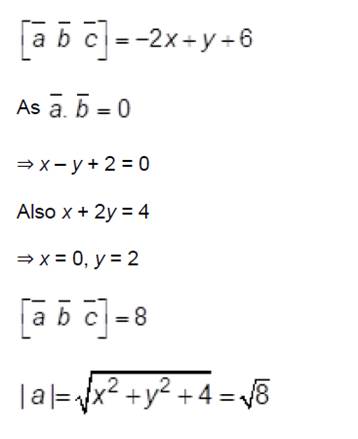 [a̅ b̅ c̅] = −2x + y + 6
As a̅. b̅ = 0
⇒ x – y + 2 = 0
Also x + 2y = 4
⇒ x = 0, y = 2
[a̅ b̅ c̅] = 8
|a|= √(x² + y² + 4) = √8